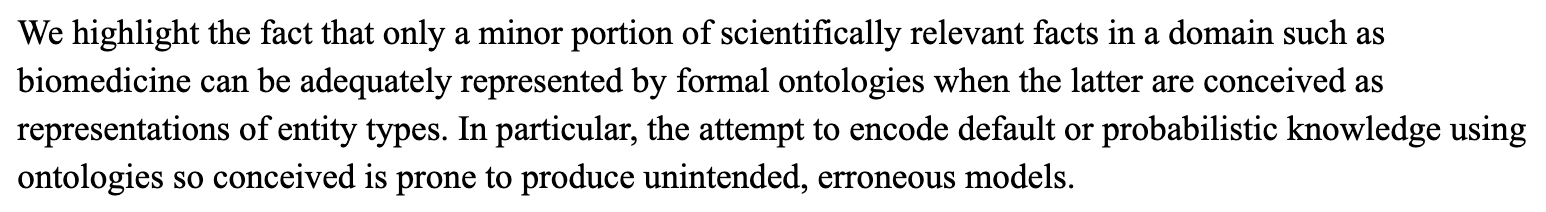 We highlight the fact that only a minor portion of scientifically relevant facts in a domain such as
biomedicine can be adequately represented by formal ontologies when the latter are conceived as
representations of entity types. In particular, the attempt to encode default or probabilistic knowledge using
ontologies so conceived is prone to produce unintended, erroneous models.